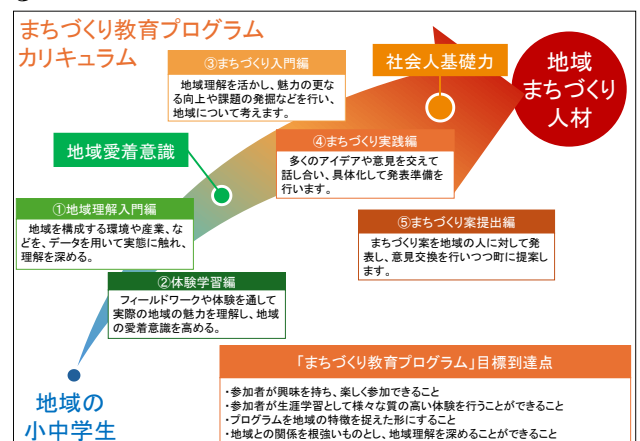 まちづくり教育プログラム
カリキュラム
③まちづくり入門編
地域理解を活かし、魅力の更な
る向上や課題の発掘などを行い、
地域について考えます。
社会人基礎力
地域
まちづくり
人材
地域愛着意識
④まちづくり実践編
多くのアイデアや意見を交えて
話し合い、具体化して発表準備を
行います。
①地域理解入門編
地域を構成する環境や産業、な
どを、データを用いて実態に触れ、
理解を深める。
⑤まちづくり案提出編
まちづくり案を地域の人に対して発
表し、意見交換を行いつつ町に提案し
ます。
②体験学習編
フィールドワークや体験を通して
実際の地域の魅力を理解し、地域
の愛着意識を高める。
地域の
小中学生
「まちづくり教育プログラム」目標到達点
・参加者が興味を持ち、楽しく参加できること
・参加者が生涯学習として様々な質の高い体験を行うことができること
・プログラムを地域の特徴を捉えた形にすること
・地域との関係を根強いものとし、地域理解を深めることができること